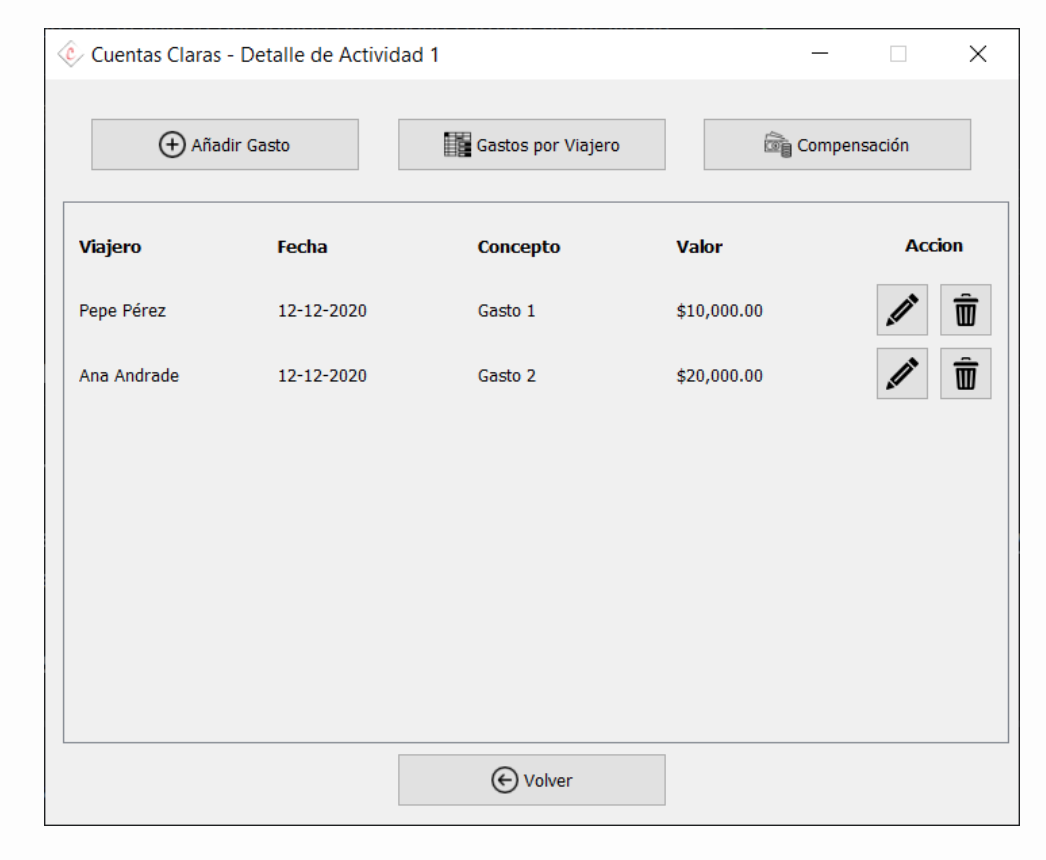 Cuentas Claras - Detalle de Actividad 1
Añadir Gasto Gastos por Viajero Compensación
Viajero Fecha Concepto Valor Accion
Pepe Pérez 12-12-2020 Gasto 1 $10,000.00
Ana Andrade 12-12-2020 Gasto 2 $20,000.00
Volver